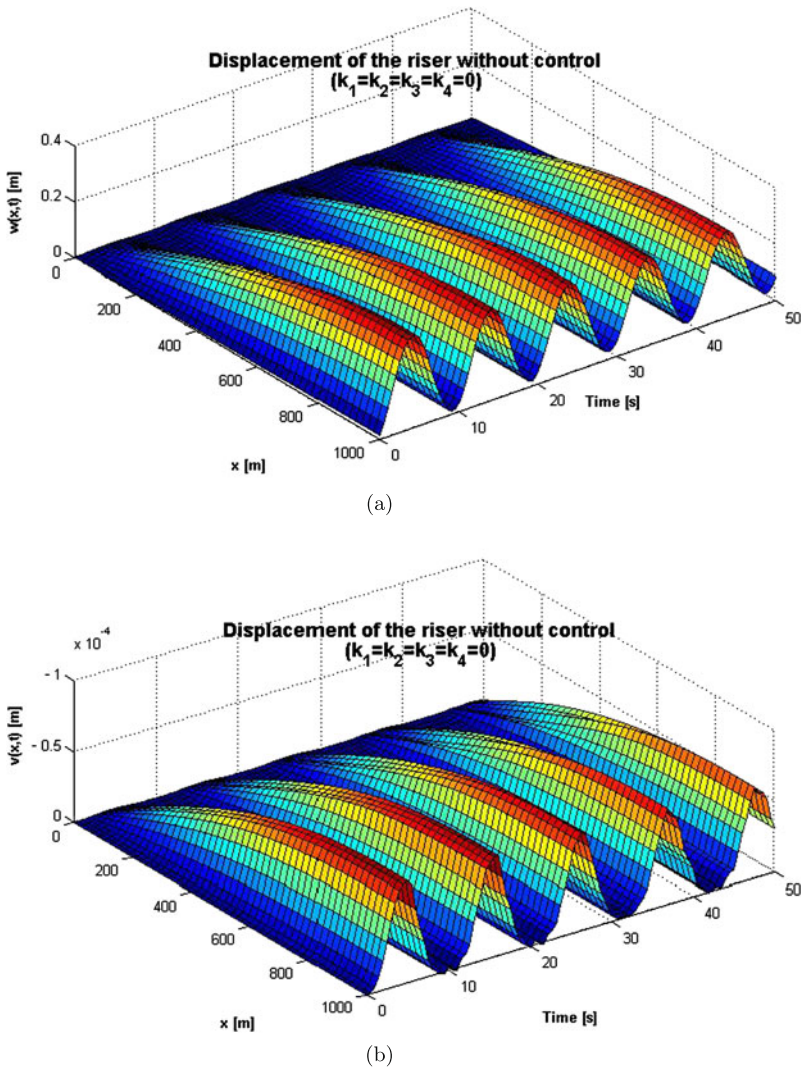 Displacement of the riser without control
(k1=k2=k3=k4=0)
0.4
0.2
0
w(x,t) [m]
0
200
400
600
800
1000
x [m]
0
10
20
30
40
50
Time [s]
(a)
Displacement of the riser without control
(k1=k2=k3=k4=0)
x 10^-4
-1
-0.5
0
v(x,t) [m]
0
200
400
600
800
1000
x [m]
0
10
20
30
40
50
Time [s]
(b)